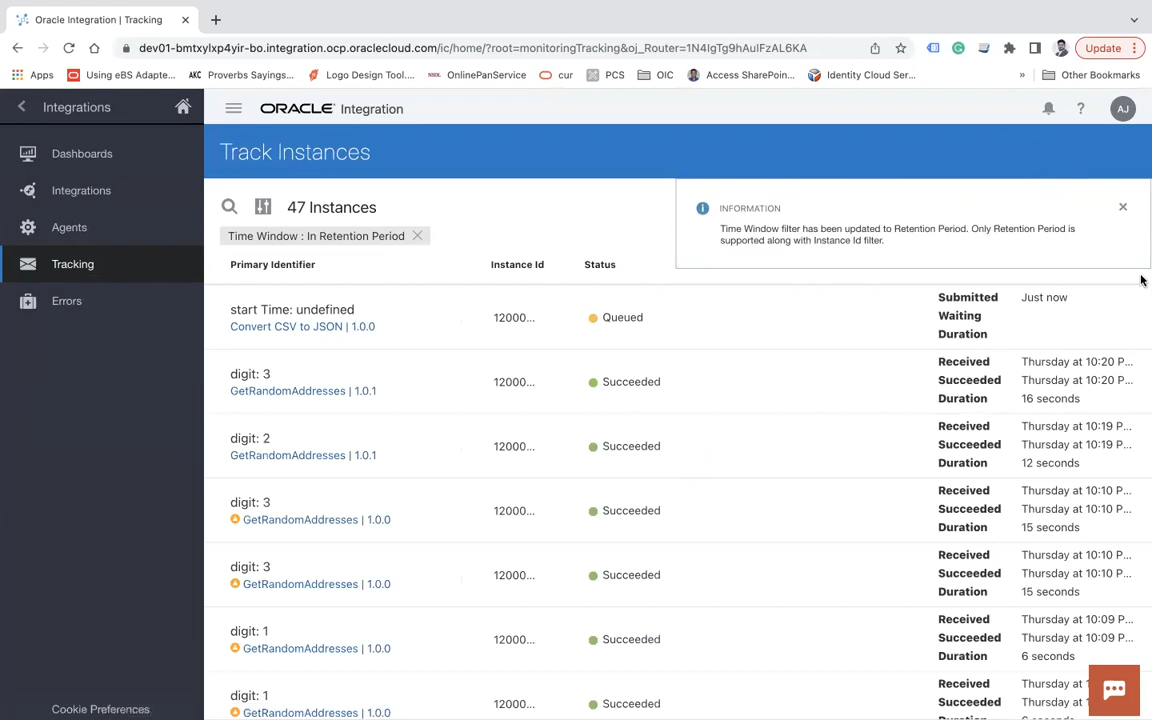 Oracle Integration | Tracking
dev01-bmtxylxp4yir-bo.integration.ocp.oraclecloud.com/ic/home/?root=monitoringTracking&oj_Router=1N4IgTg9hAuIFzAL6KA
Update
Apps
Using eBS Adapte...
AKC Proverbs Sayings...
Logo Design Tool....
OnlinePanService
cur
PCS
OIC
Access SharePoin...
Identity Cloud Ser...
»
Other Bookmarks
Integrations
ORACLE Integration
AJ
Dashboards
Integrations
Agents
Tracking
Errors
Cookie Preferences
Track Instances
47 Instances
Time Window : In Retention Period
INFORMATION
Time Window filter has been updated to Retention Period. Only Retention Period is
supported along with Instance Id filter.
Primary Identifier Instance Id Status
start Time: undefined
Convert CSV to JSON | 1.0.0
12000...
Queued
Submitted Just now
Waiting
Duration
digit: 3
GetRandomAddresses | 1.0.1
12000...
Succeeded
Received Thursday at 10:20 P...
Succeeded Thursday at 10:20 P...
Duration 16 seconds
digit: 2
GetRandomAddresses | 1.0.1
12000...
Succeeded
Received Thursday at 10:19 P...
Succeeded Thursday at 10:19 P...
Duration 12 seconds
digit: 3
GetRandomAddresses | 1.0.0
12000...
Succeeded
Received Thursday at 10:10 P...
Succeeded Thursday at 10:10 P...
Duration 15 seconds
digit: 3
GetRandomAddresses | 1.0.0
12000...
Succeeded
Received Thursday at 10:10 P...
Succeeded Thursday at 10:10 P...
Duration 15 seconds
digit: 1
GetRandomAddresses | 1.0.0
12000...
Succeeded
Received Thursday at 10:09 P...
Succeeded Thursday at 10:09 P...
Duration 6 seconds
digit: 1
GetRandomAddresses | 1.0.0
12000...
Succeeded
Received Thursday at
Succeeded Thursday at